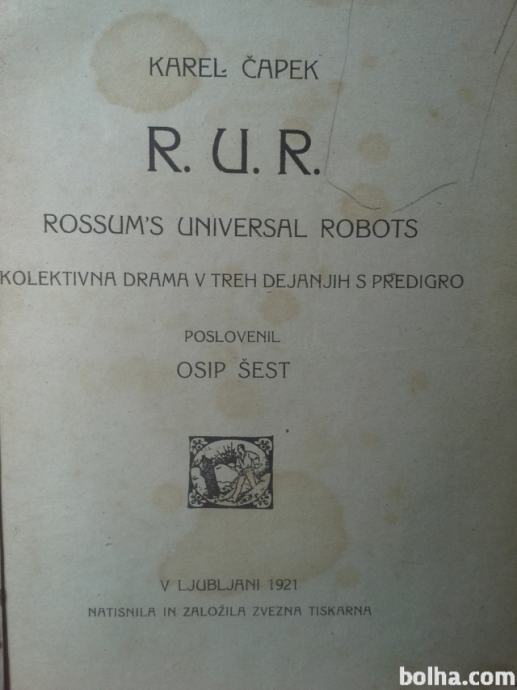 KAREL ČAPEK
R. U. R.
ROSSUM'S UNIVERSAL ROBOTS
KOLEKTIVNA DRAMA V TREH DEJANJIH S PREDIGRO
POSLOVENIL
OSIP ŠEST
V LJUBLJANI 1921
NATISNILA IN ZALOŽILA ZVEZNA TISKARNA
bolha.com